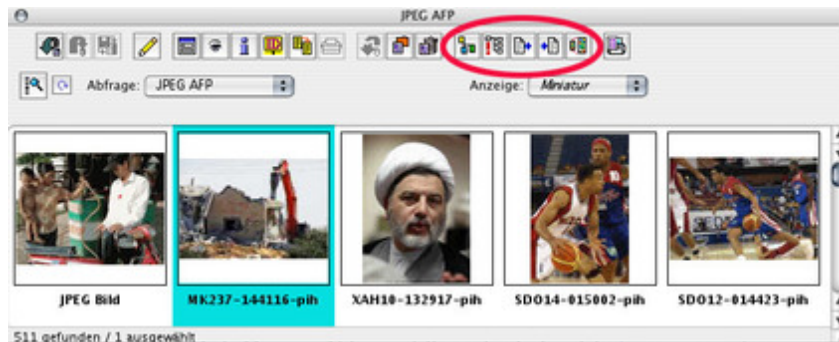 JPEG AFP
Abfrage: JPEG AFP
Anzeige: Miniatur
JPEG Bild
MK237-144116-pih
XAH10-132917-pih
SDO14-015002-pih
SDO12-014423-pih
511 gefunden / 1 ausgewählt